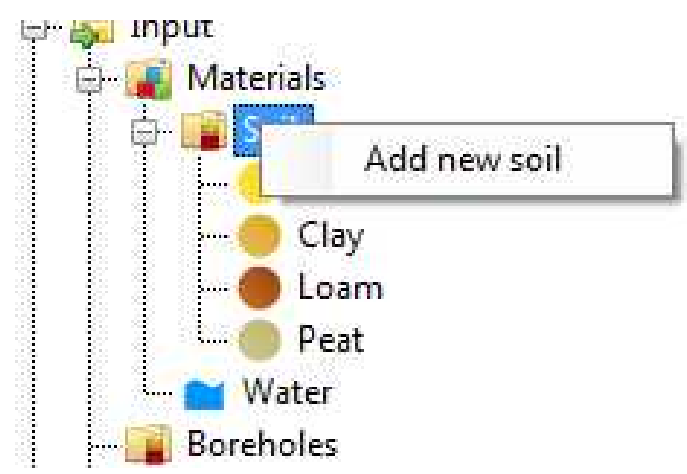 Input
Materials
Add new soil
Clay
Loam
Peat
Water
Boreholes